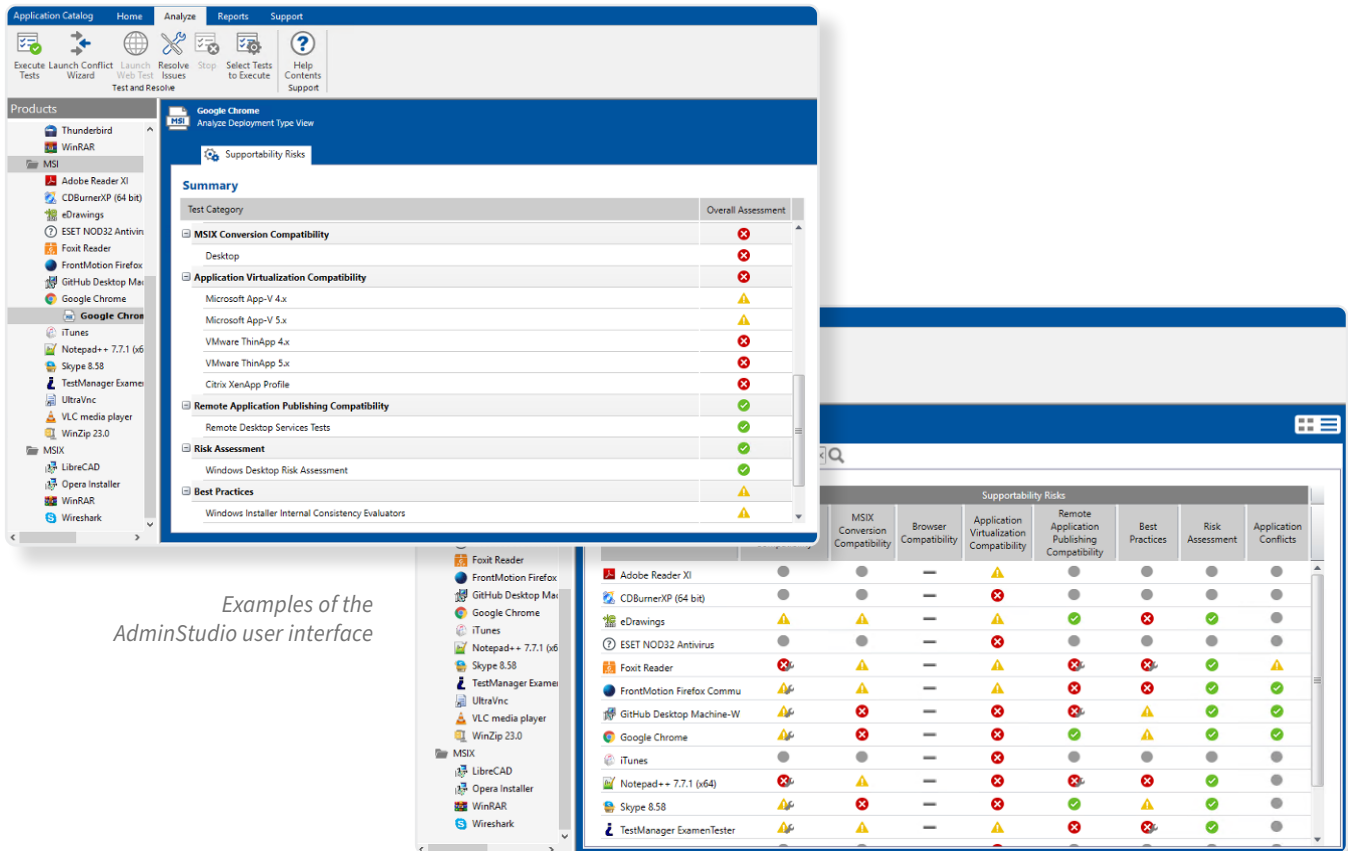 Application Catalog Home Analyze Reports Support
Execute Tests
Launch Conflict Wizard
Launch Web Test
Resolve Issues
Stop
Select Tests to Execute
Help Contents
Test and Resolve
Support
Products
Thunderbird
WinRAR
MSI
Adobe Reader XI
CDBurnerXP (64 bit)
eDrawings
ESET NOD32 Antivin
Foxit Reader
FrontMotion Firefox
GitHub Desktop Mac
Google Chrome
Google Chrom
iTunes
Notepad++ 7.7.1 (x6
Skype 8.58
TestManager Examen
UltraVnc
VLC media player
WinZip 23.0
MSIX
LibreCAD
Opera Installer
WinRAR
Wireshark
MSI
Google Chrome
Analyze Deployment Type View
Supportability Risks
Summary
Test Category Overall Assessment
MSIX Conversion Compatibility
Desktop
Application Virtualization Compatibility
Microsoft App-V 4.x
Microsoft App-V 5.x
VMware ThinApp 4.x
VMware ThinApp 5.x
Citrix XenApp Profile
Remote Application Publishing Compatibility
Remote Desktop Services Tests
Risk Assessment
Windows Desktop Risk Assessment
Best Practices
Windows Installer Internal Consistency Evaluators
Examples of the
AdminStudio user interface
Foxit Reader
FrontMotion Firefox
GitHub Desktop Mac
Google Chrome
iTunes
Notepad++ 7.7.1 (x6
Skype 8.58
TestManager Examen
UltraVnc
VLC media player
WinZip 23.0
MSIX
LibreCAD
Opera Installer
WinRAR
Wireshark
Supportability Risks
MSIX Conversion Compatibility
Browser Compatibility
Application Virtualization Compatibility
Remote Application Publishing Compatibility
Best Practices
Risk Assessment
Application Conflicts
Adobe Reader XI
CDBurnerXP (64 bit)
eDrawings
ESET NOD32 Antivirus
Foxit Reader
FrontMotion Firefox Commu
GitHub Desktop Machine-W
Google Chrome
iTunes
Notepad++ 7.7.1 (x64)
Skype 8.58
TestManager ExamenTester